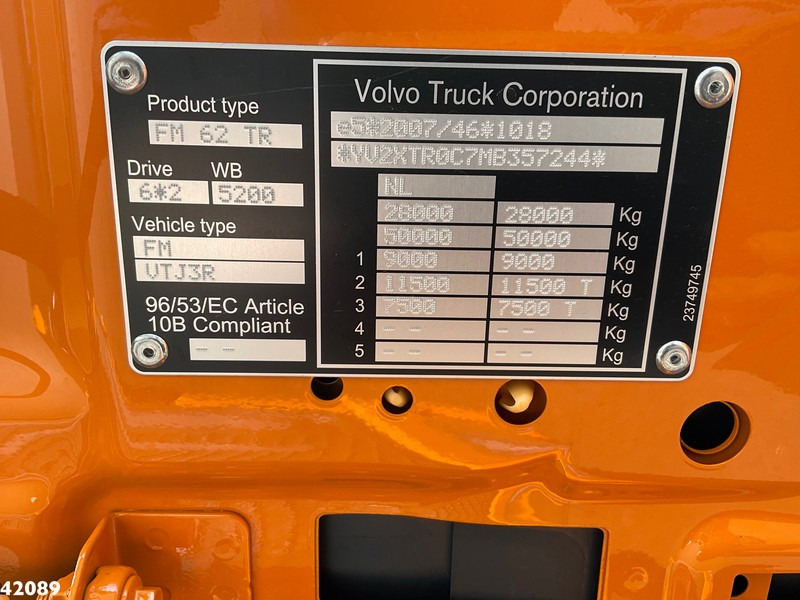 Product type
FM 62 TR
Drive WB
6*2 5200
Vehicle type
FM
VTJ3R
96/53/EC Article
10B Compliant
-- --
Volvo Truck Corporation
e5*2007/46*1018
*YV2XTR0C7MB357244*
NL
28000 28000 Kg
50000 50000 Kg
1 9000 9000 Kg
2 11500 11500 T Kg
3 7500 7500 T Kg
4 -- -- -- -- Kg
5 -- -- -- -- Kg
23749745
42089